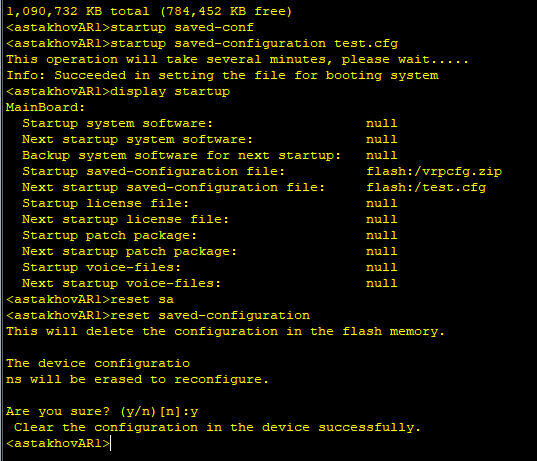 1,090,732 KB total (784,452 KB free)
<astakhovAR1>startup saved-conf
<astakhovAR1>startup saved-configuration test.cfg
This operation will take several minutes, please wait.....
Info: Succeeded in setting the file for booting system
<astakhovAR1>display startup
MainBoard:
  Startup system software:                   null
  Next startup system software:              null
  Backup system software for next startup:   null
  Startup saved-configuration file:          flash:/vrpcfg.zip
  Next startup saved-configuration file:     flash:/test.cfg
  Startup license file:                      null
  Next startup license file:                 null
  Startup patch package:                     null
  Next startup patch package:                null
  Startup voice-files:                       null
  Next startup voice-files:                  null
<astakhovAR1>reset sa
<astakhovAR1>reset saved-configuration
This will delete the configuration in the flash memory.

The device configuratio
ns will be erased to reconfigure.

Are you sure? (y/n)[n]:y
 Clear the configuration in the device successfully.
<astakhovAR1>